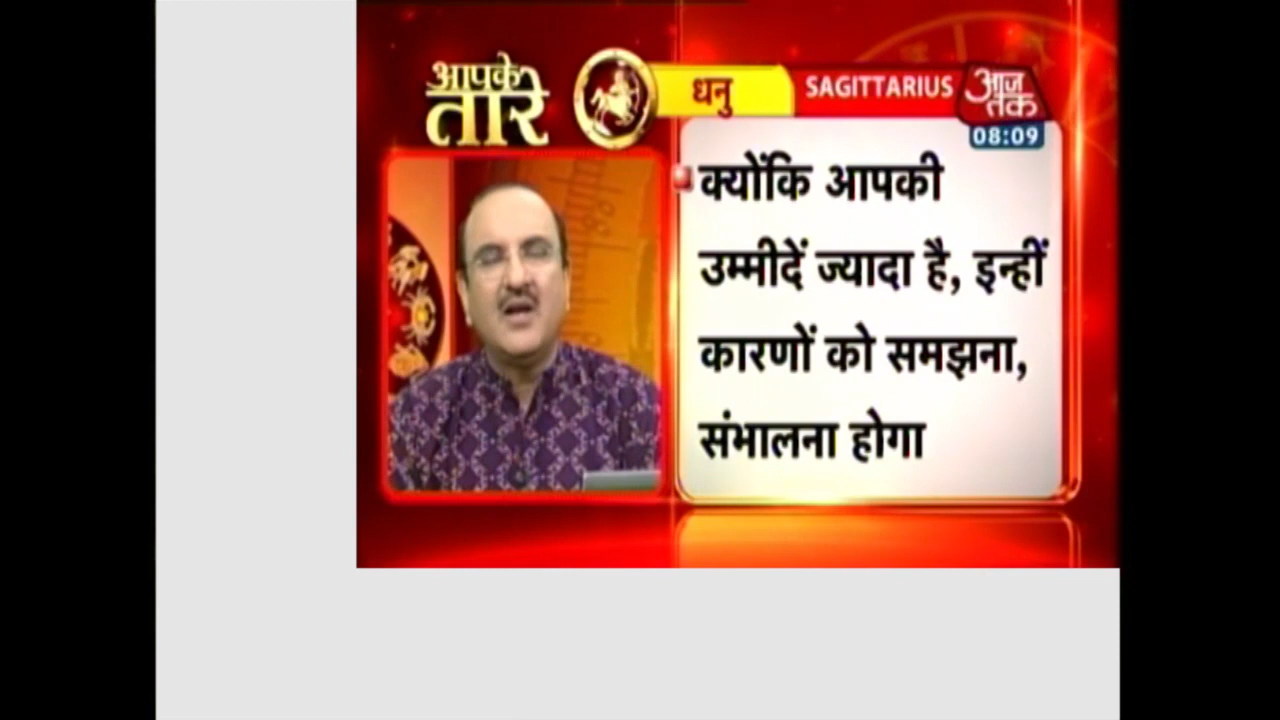 आपके
तारे
धनु
SAGITTARIUS
आज
तक
08:09
क्योंकि आपकी
उम्मीदें ज्यादा है, इन्हीं
कारणों को समझना,
संभालना होगा